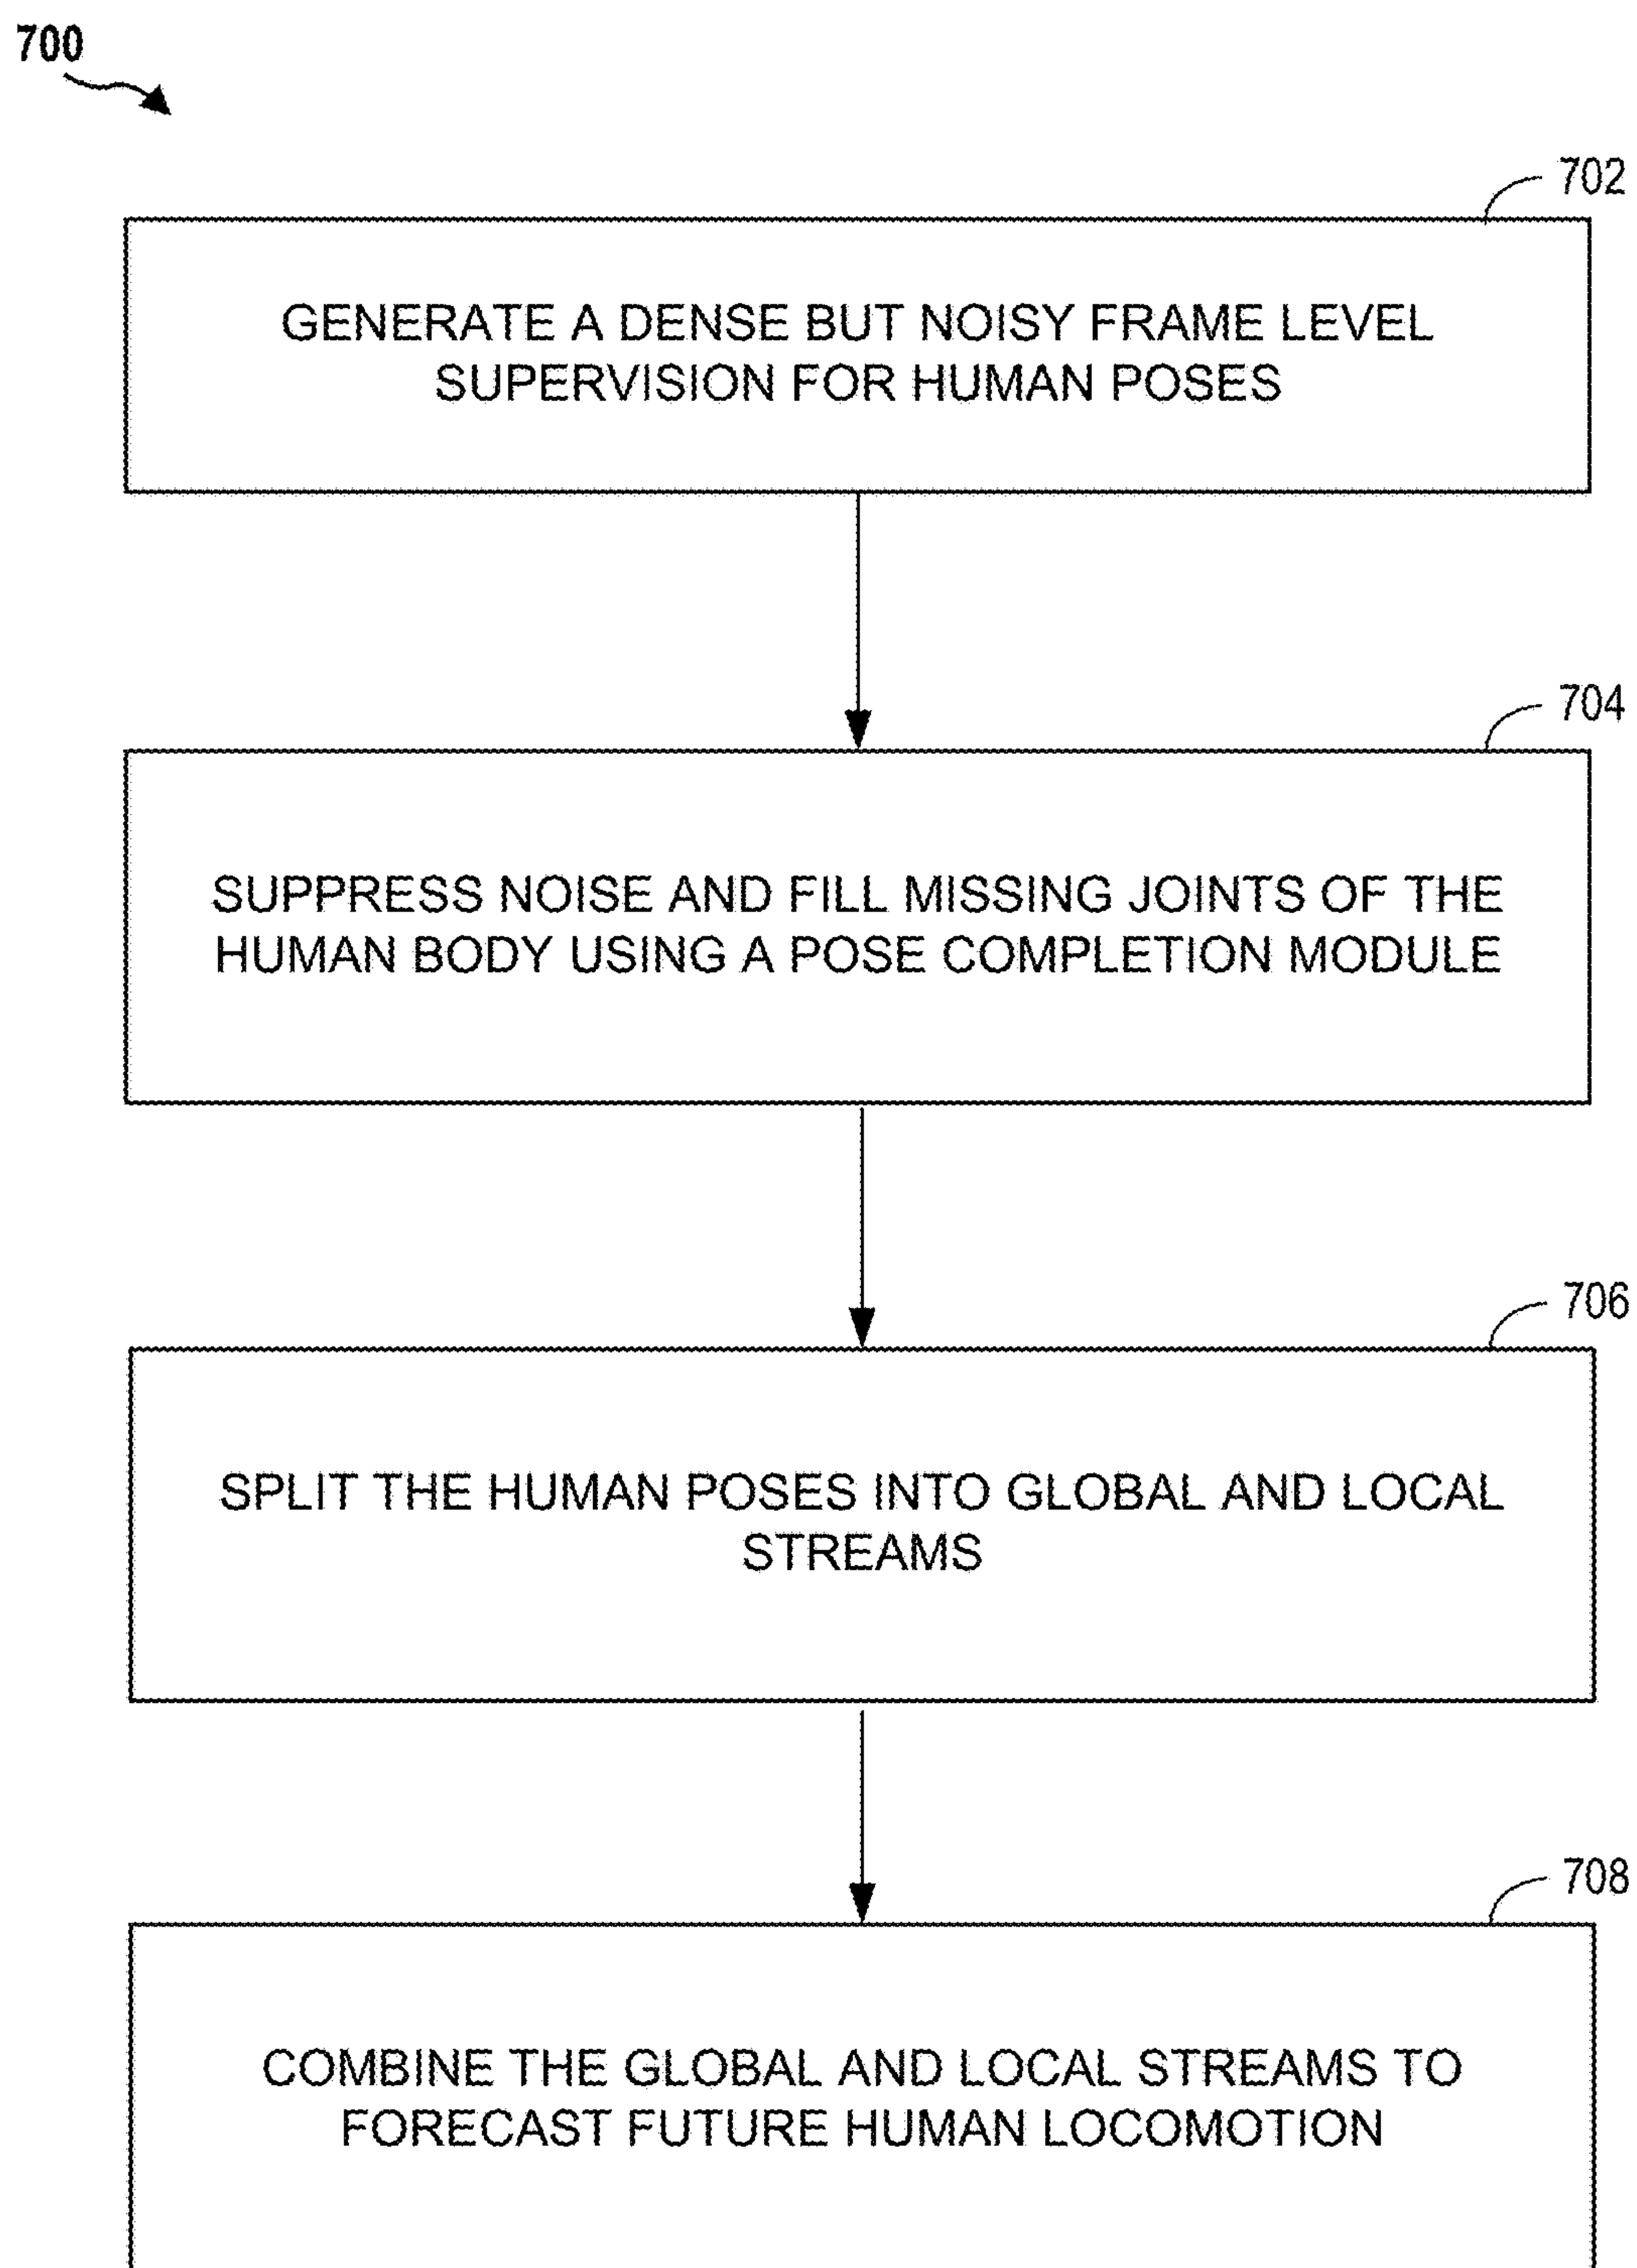 700
702
GENERATE A DENSE BUT NOISY FRAME LEVEL
SUPERVISION FOR HUMAN POSES
704
SUPPRESS NOISE AND FILL MISSING JOINTS OF THE
HUMAN BODY USING A POSE COMPLETION MODULE
706
SPLIT THE HUMAN POSES INTO GLOBAL AND LOCAL
STREAMS
708
COMBINE THE GLOBAL AND LOCAL STREAMS TO
FORECAST FUTURE HUMAN LOCOMOTION